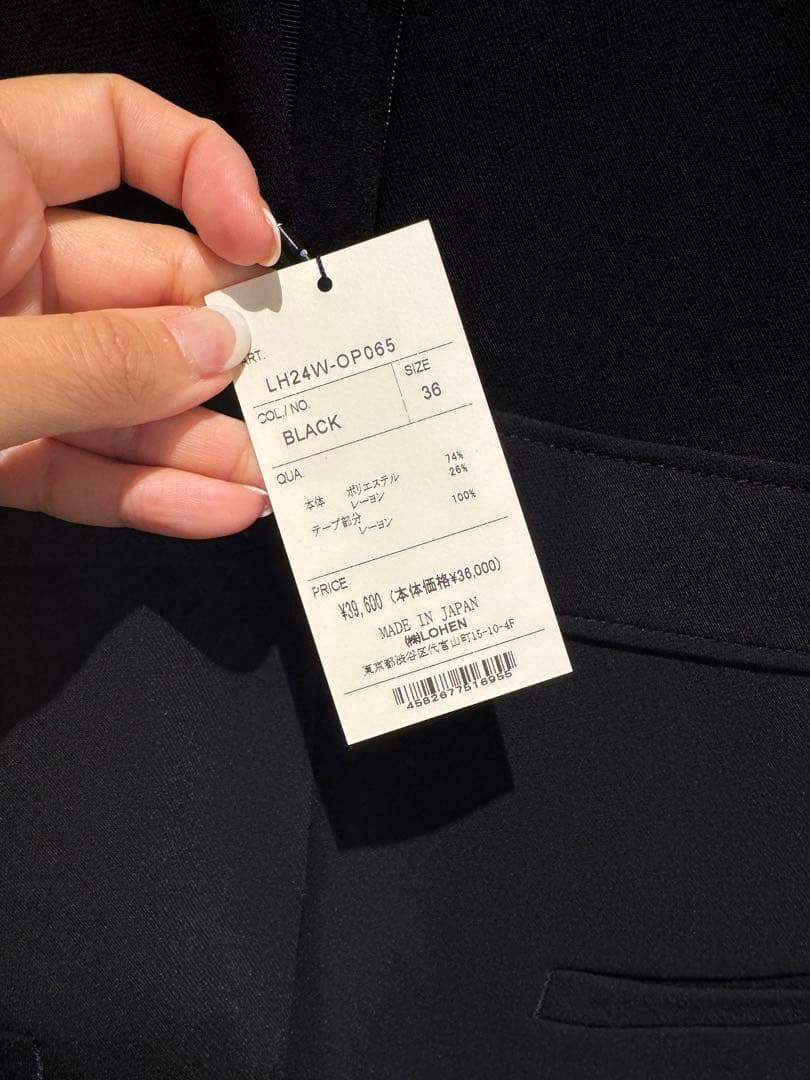 ART.
LH24W-OP065
COL./NO. SIZE
BLACK 36
QUA.
本体 ポリエステル 74%
レーヨン 26%
テープ部分 レーヨン 100%
PRICE
¥39,600（本体価格¥36,000）
MADE IN JAPAN
㈱LOHEN
東京都渋谷区代官山町15-10-4F
4582677516955